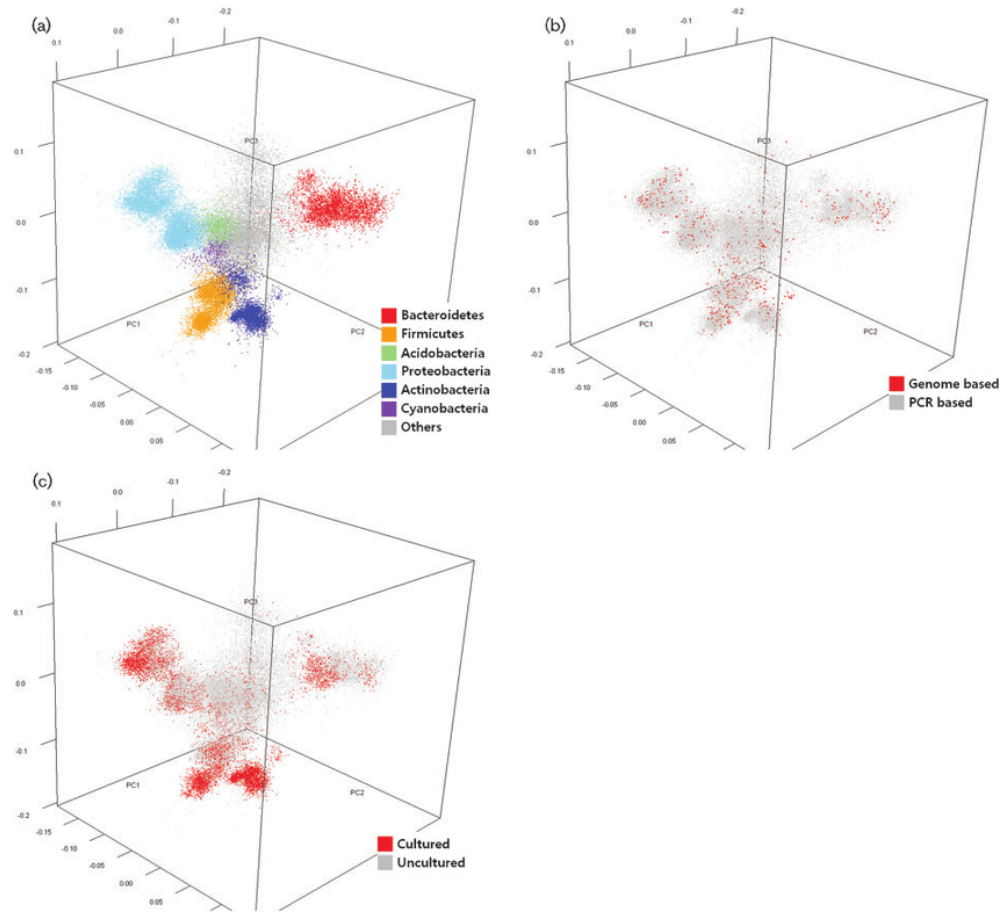 (a)
0.1
0.0
-0.1
-0.2
0.1
0.0
-0.1
-0.2
-0.15
-0.10
-0.05
0.00
0.05
PC3
PC1
PC2
Bacteroidetes
Firmicutes
Acidobacteria
Proteobacteria
Actinobacteria
Cyanobacteria
Others
(b)
0.1
0.0
-0.1
-0.2
0.1
0.0
-0.1
-0.2
-0.15
-0.10
-0.05
0.00
0.05
PC3
PC1
PC2
Genome based
PCR based
(c)
0.1
0.0
-0.1
-0.2
0.1
0.0
-0.1
-0.2
-0.15
-0.10
-0.05
0.00
0.05
PC3
PC1
PC2
Cultured
Uncultured